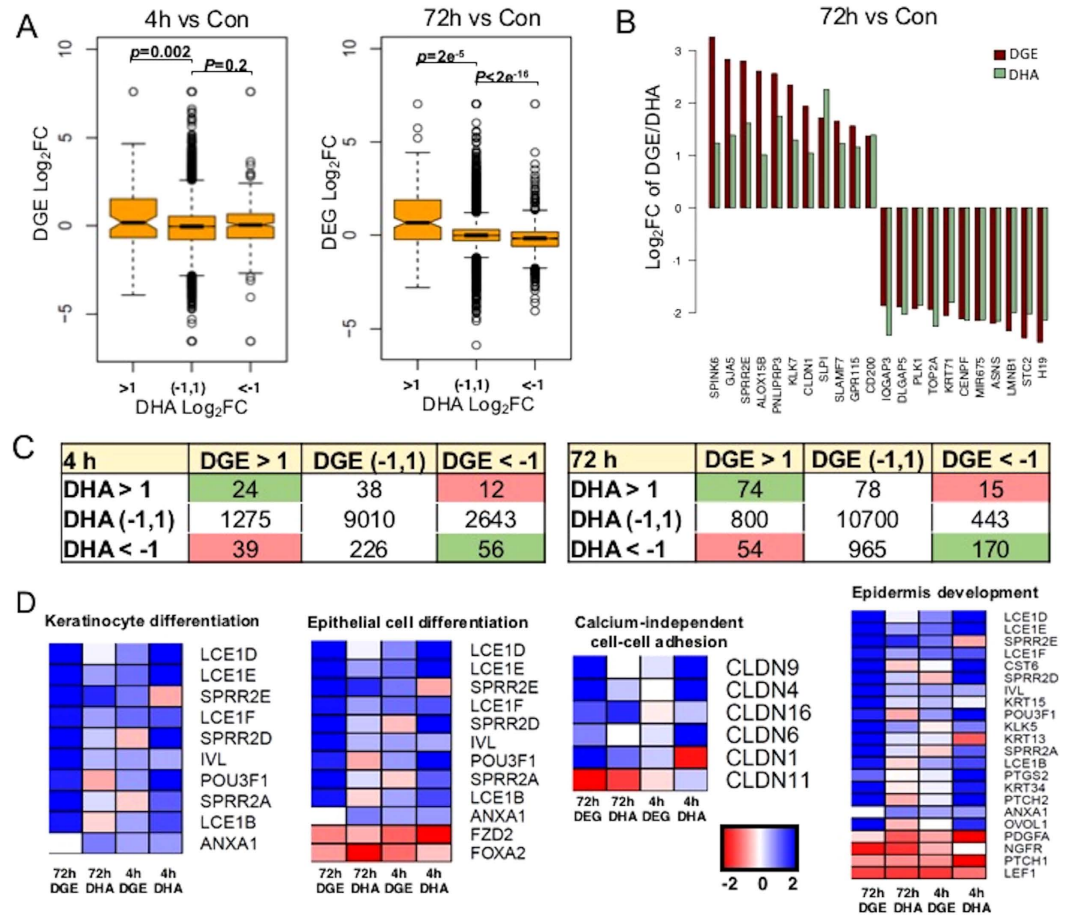 A
4h vs Con
72h vs Con
DGE Log2FC
10
5
0
−5
p=0.002
P=0.2
>1
(-1,1)
<-1
DHA Log2FC
DEG Log2FC
10
5
0
−5
p=2e-5
P<2e-16
>1
(-1,1)
<-1
DHA Log2FC
B
72h vs Con
Log2FC of DGE/DHA
3
2
1
0
-1
-2
DGE
DHA
SPINK6
GJA5
SPRR2E
ALOX15B
PNLIPRP3
KLK7
CLDN1
SLPI
SLAMF7
GPR115
CD200
IQGAP3
DLGAP5
PLK1
TOP2A
KRT71
CENPF
MIR675
ASNS
LMNB1
STC2
H19
C
4 h DGE > 1 DGE (-1,1) DGE < -1
DHA > 1 24 38 12
DHA (-1,1) 1275 9010 2643
DHA < -1 39 226 56
72 h DGE > 1 DGE (-1,1) DGE < -1
DHA > 1 74 78 15
DHA (-1,1) 800 10700 443
DHA < -1 54 965 170
D
Keratinocyte differentiation
LCE1D
LCE1E
SPRR2E
LCE1F
SPRR2D
IVL
POU3F1
SPRR2A
LCE1B
ANXA1
72h 72h 4h 4h
DGE DHA DGE DHA
Epithelial cell differentiation
LCE1D
LCE1E
SPRR2E
LCE1F
SPRR2D
IVL
POU3F1
SPRR2A
LCE1B
ANXA1
FZD2
FOXA2
72h 72h 4h 4h
DGE DHA DGE DHA
Calcium-independent
cell-cell adhesion
CLDN9
CLDN4
CLDN16
CLDN6
CLDN1
CLDN11
72h 72h 4h 4h
DEG DHA DEG DHA
-2 0 2
Epidermis development
LCE1D
LCE1E
SPRR2E
LCE1F
CST6
SPRR2D
IVL
KRT15
POU3F1
KLK5
KRT13
SPRR2A
LCE1B
PTGS2
KRT34
PTCH2
ANXA1
OVOL1
PDGFA
NGFR
PTCH1
LEF1
72h 72h 4h 4h
DGE DHA DGE DHA